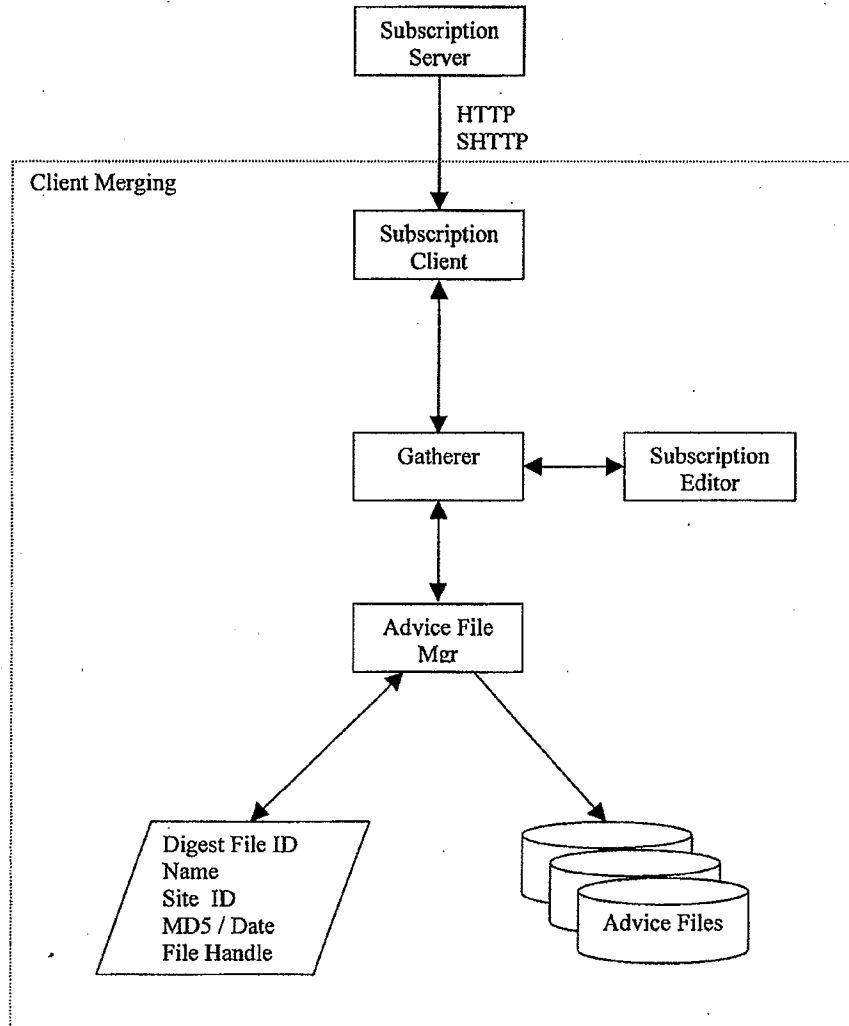 Subscription
Server
HTTP
SHTTP
Client Merging
Subscription
Client
Gatherer
Subscription
Editor
Advice File
Mgr
Digest File ID
Name
Site ID
MD5 / Date
File Handle
Advice Files